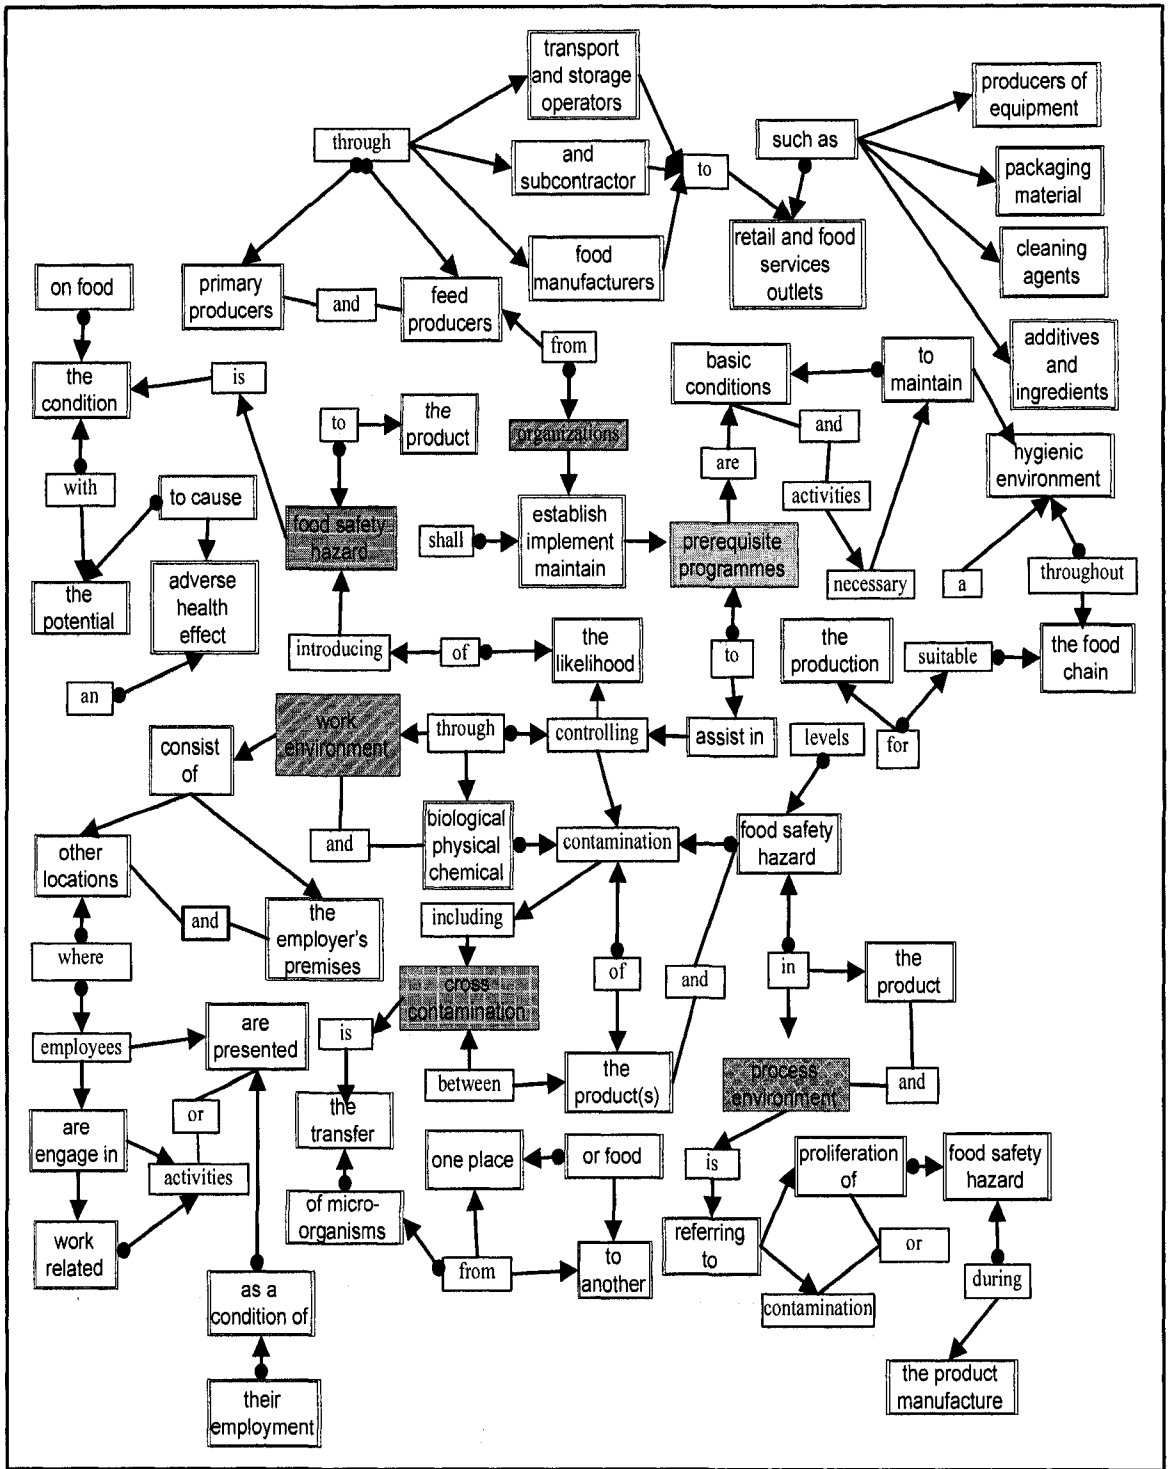 transport
and storage
operators
producers of
equipment
through
such as
and
subcontractor
to
packaging
material
retail and food
services
outlets
cleaning
agents
food
manufacturers
on food
primary
producers
and
feed
producers
from
additives
and
ingredients
the
condition
is
basic
conditions
to
maintain
to
the
product
organizations
and
are
hygienic
environment
with
to cause
activities
food safety
hazard
shall
establish
implement
maintain
prerequisite
programmes
necessary
a
throughout
the
potential
adverse
health
effect
introducing
of
the
likelihood
to
the
production
suitable
the food
chain
an
work
environment
through
controlling
assist in
levels
for
consist
of
and
biological
physical
chemical
contamination
food safety
hazard
other
locations
and
the
employer's
premises
including
where
of
and
in
the
product
cross
contamination
are
presented
is
employees
between
the
product(s)
process
environment
and
or
the
transfer
are
engage in
activities
one place
or food
is
proliferation
of
food safety
hazard
of micro-
organisms
work
related
from
to
another
referring
to
or
during
as a
condition of
contamination
their
employment
the product
manufacture